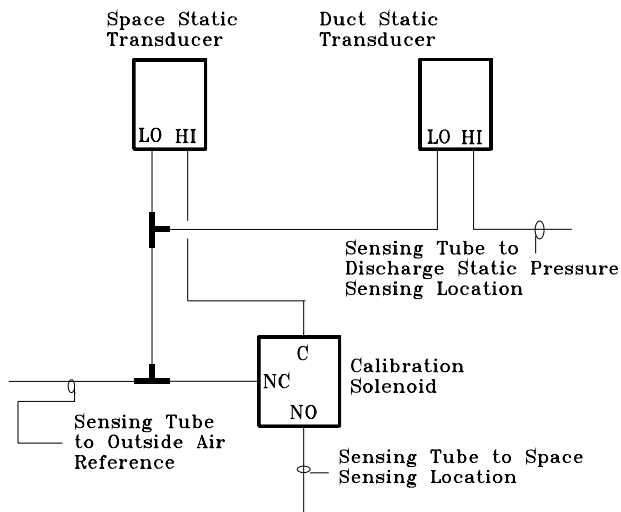 Space Static
Transducer
Duct Static
Transducer
LO HI
LO HI
Sensing Tube to
Discharge Static Pressure
Sensing Location
C
NC
NO
Calibration
Solenoid
Sensing Tube
to Outside Air
Reference
Sensing Tube to Space
Sensing Location